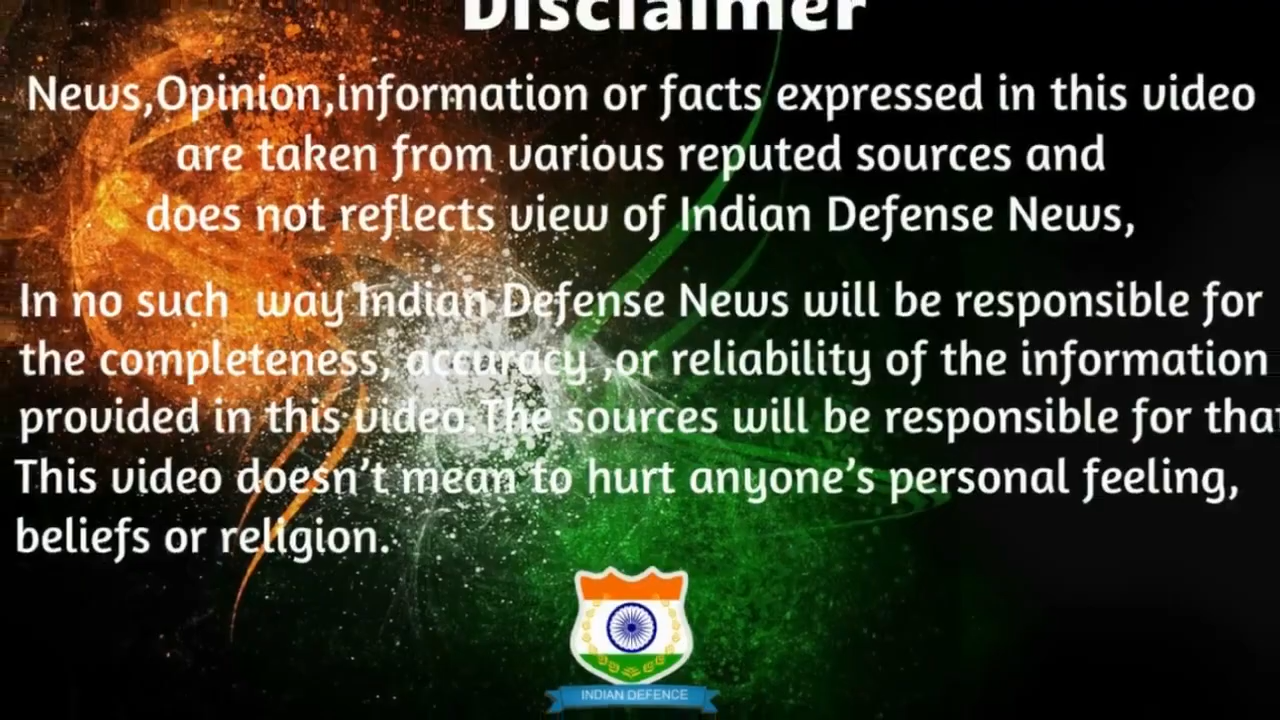 Disclaimer
News,Opinion,information or facts expressed in this video
are taken from various reputed sources and
does not reflects view of Indian Defense News,
In no such way Indian Defense News will be responsible for
the completeness, accuracy ,or reliability of the information
provided in this video.The sources will be responsible for that
This video doesn't mean to hurt anyone's personal feeling,
beliefs or religion.
INDIAN DEFENCE